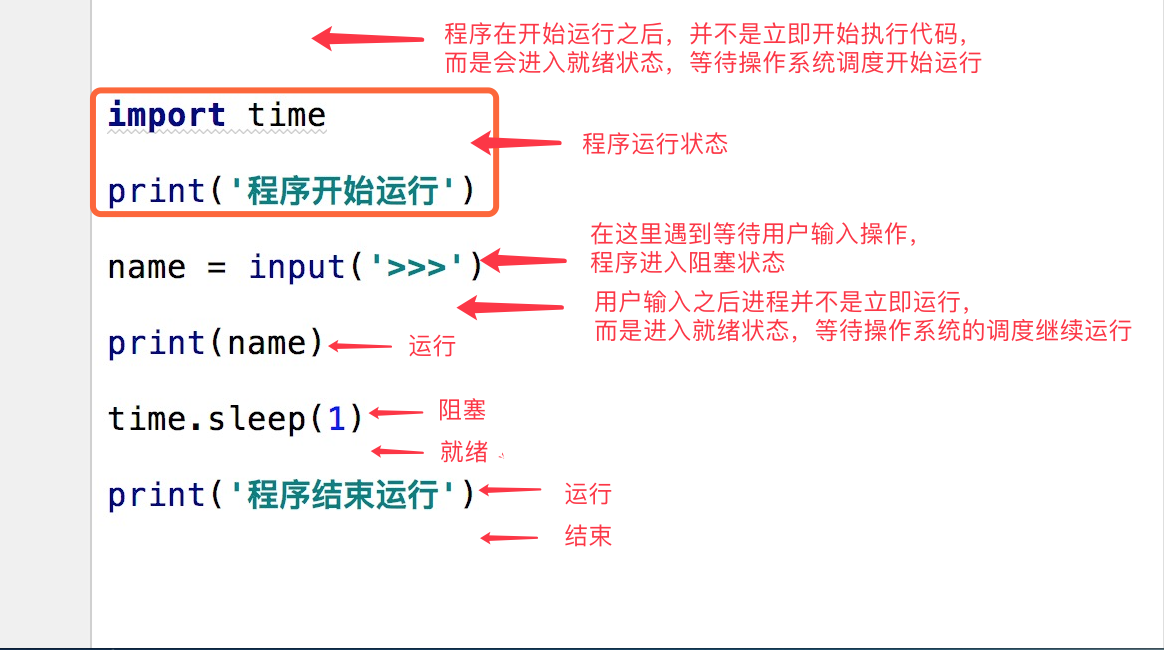 程序在开始运行之后，并不是立即开始执行代码，
而是会进入就绪状态，等待操作系统调度开始运行
import time
程序运行状态
print('程序开始运行')
在这里遇到等待用户输入操作，
程序进入阻塞状态
name = input('>>>')
用户输入之后进程并不是立即运行，
而是进入就绪状态，等待操作系统的调度继续运行
print(name)
运行
time.sleep(1)
阻塞
就绪
print('程序结束运行')
运行
结束